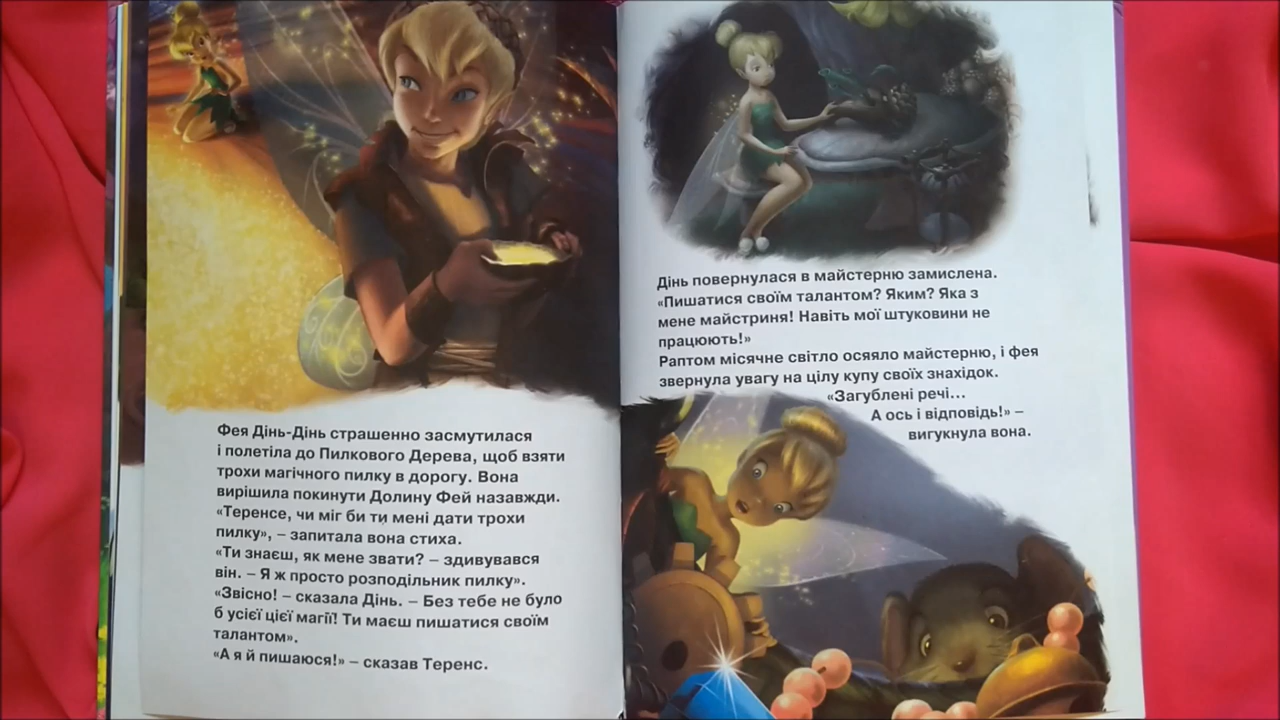 Фея Дінь-Дінь страшенно засмутилася
і полетіла до Пилкового Дерева, щоб взяти
трохи магічного пилку в дорогу. Вона
вирішила покинути Долину Фей назавжди.
«Теренсе, чи міг би ти мені дати трохи
пилку», – запитала вона стиха.
«Ти знаєш, як мене звати? – здивувався
він. – Я ж просто розподільник пилку».
«Звісно! – сказала Дінь. – Без тебе не було
б усієї цієї магії! Ти маєш пишатися своїм
талантом».
«А я й пишаюся!» – сказав Теренс.
Дінь повернулася в майстерню замислена.
«Пишатися своїм талантом? Яким? Яка з
мене майстриня! Навіть мої штуковини не
працюють!»
Раптом місячне світло осяяло майстерню, і фея
звернула увагу на цілу купу своїх знахідок.
«Загублені речі...
А ось і відповідь!» –
вигукнула вона.